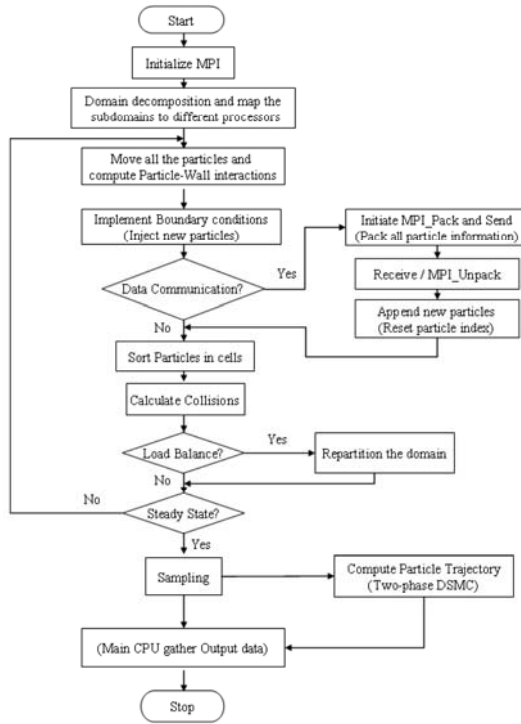 Start
Initialize MPI
Domain decomposition and map the
subdomains to different processors
Move all the particles and
compute Particle-Wall interactions
Implement Boundary conditions
(Inject new particles)
Initiate MPI_Pack and Send
(Pack all particle information)
Yes
Data Communication?
Receive / MPI_Unpack
Append new particles
(Reset particle index)
No
Sort Particles in cells
Calculate Collisions
Yes
Load Balance?
Repartition the domain
No
No
Steady State?
Yes
Sampling
Compute Particle Trajectory
(Two-phase DSMC)
(Main CPU gather Output data)
Stop